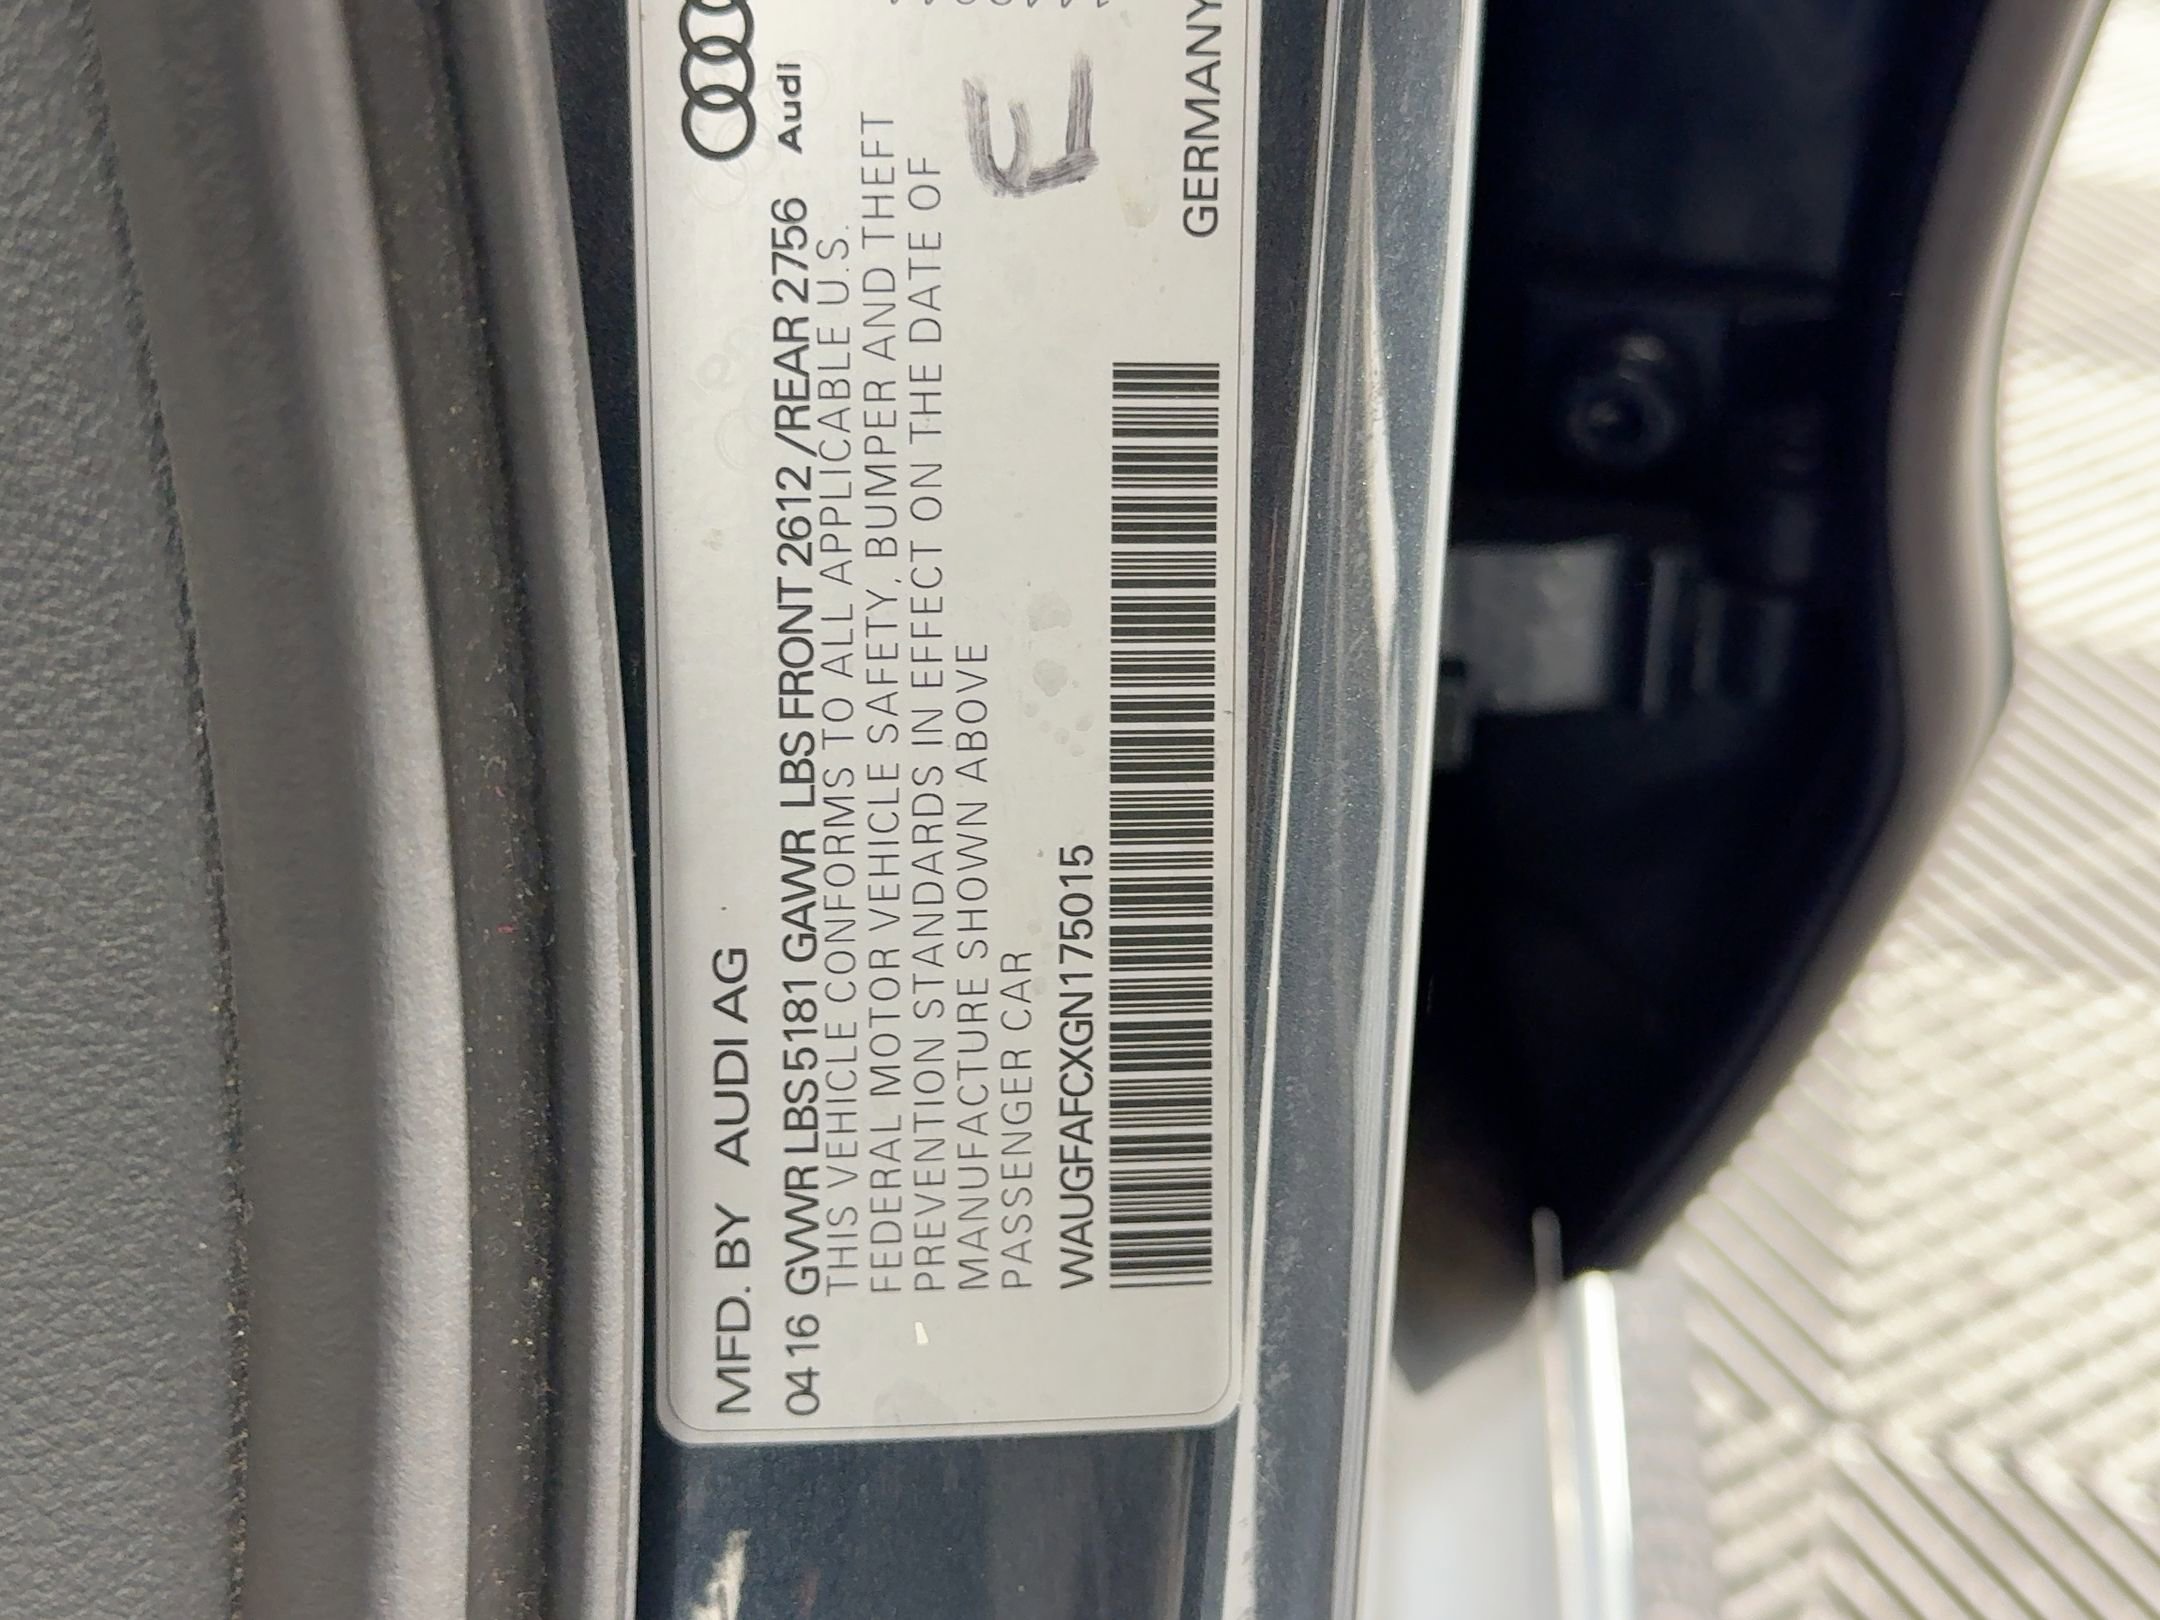 MFD. BY AUDI AG
Audi
04 16 GVWR LBS 5181 GAWR LBS FRONT 2612 /REAR 2756
THIS VEHICLE CONFORMS TO ALL APPLICABLE U.S.
FEDERAL MOTOR VEHICLE SAFETY, BUMPER AND THEFT
PREVENTION STANDARDS IN EFFECT ON THE DATE OF
MANUFACTURE SHOWN ABOVE
PASSENGER CAR
E
WAUGFAFCXGN175015
GERMANY